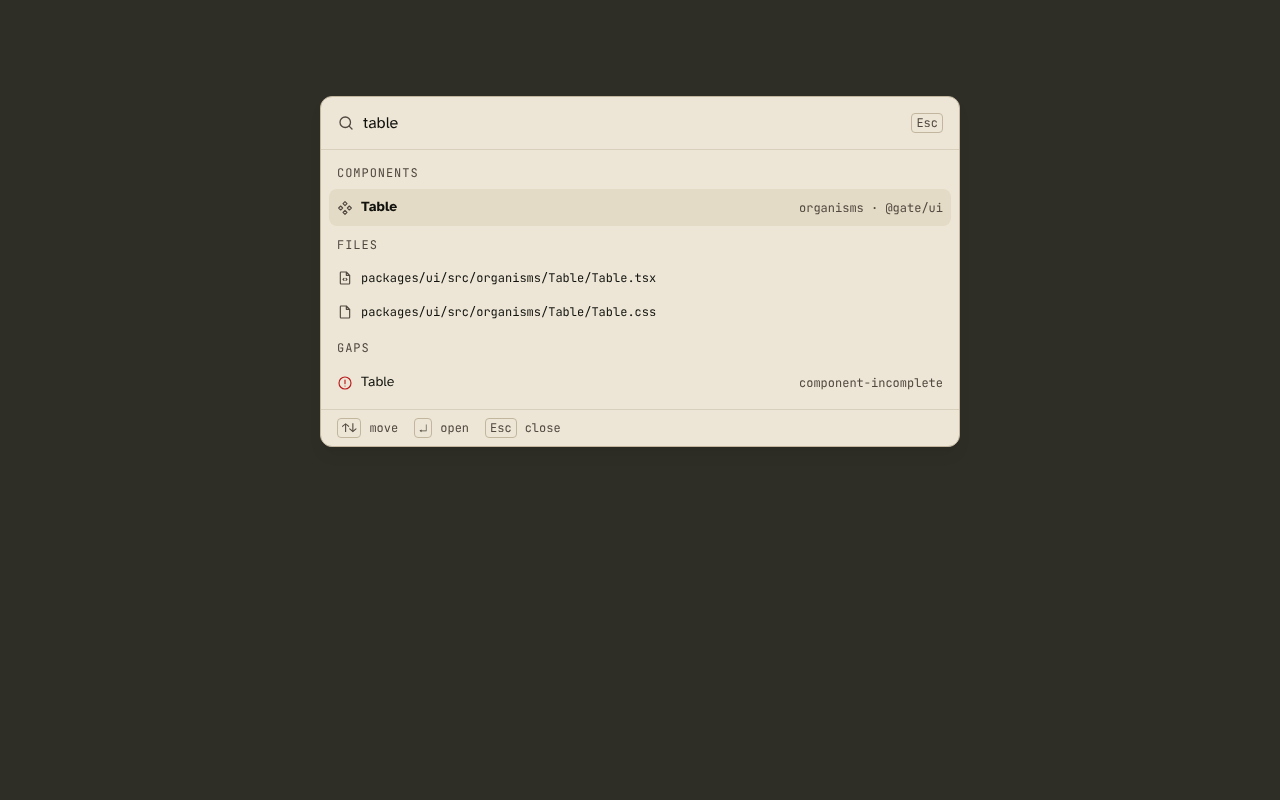 table Esc
COMPONENTS
Table organisms · @gate/ui
FILES
packages/ui/src/organisms/Table/Table.tsx
packages/ui/src/organisms/Table/Table.css
GAPS
Table component-incomplete
↑↓ move ↵ open Esc close